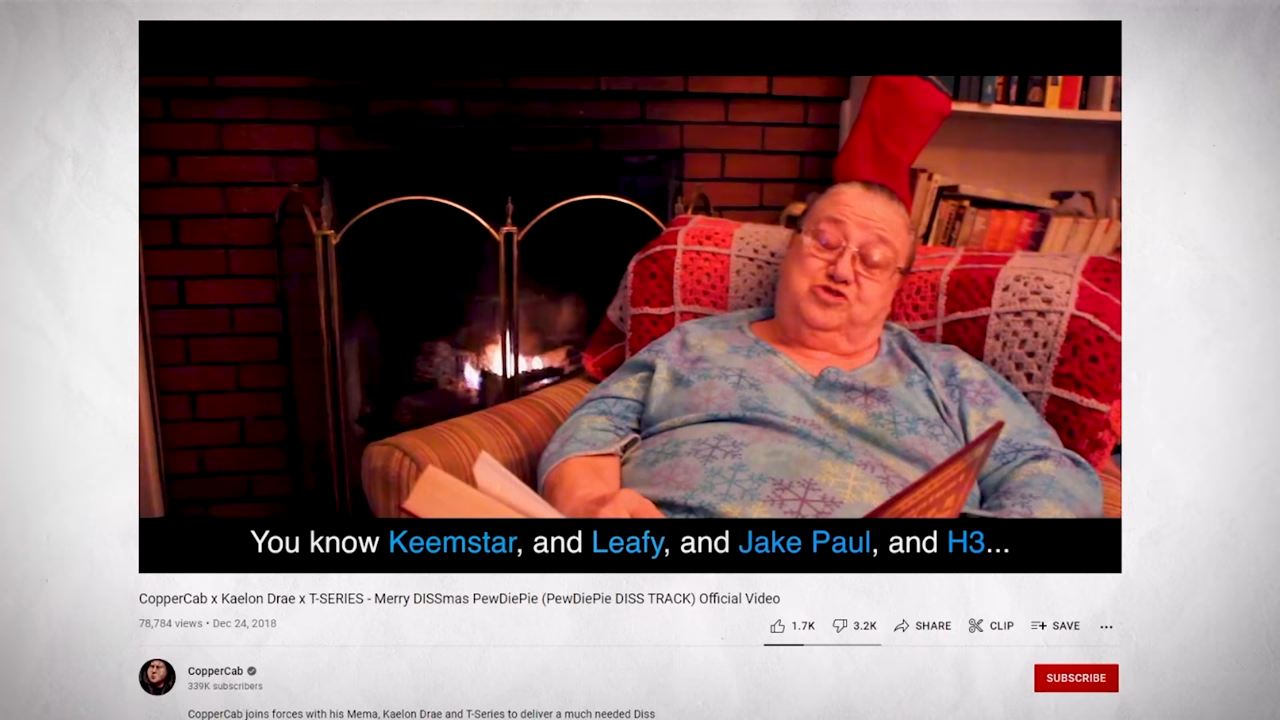 You know Keemstar, and Leafy, and Jake Paul, and H3...
CopperCab x Kaelon Drae x T-SERIES - Merry DISSmas PewDiePie (PewDiePie DISS TRACK) Official Video
78,784 views • Dec 24, 2018
1.7K 3.2K SHARE CLIP SAVE
CopperCab
339K subscribers
SUBSCRIBE
CopperCab joins forces with his Mema, Kaelon Drae and T-Series to deliver a much needed Diss